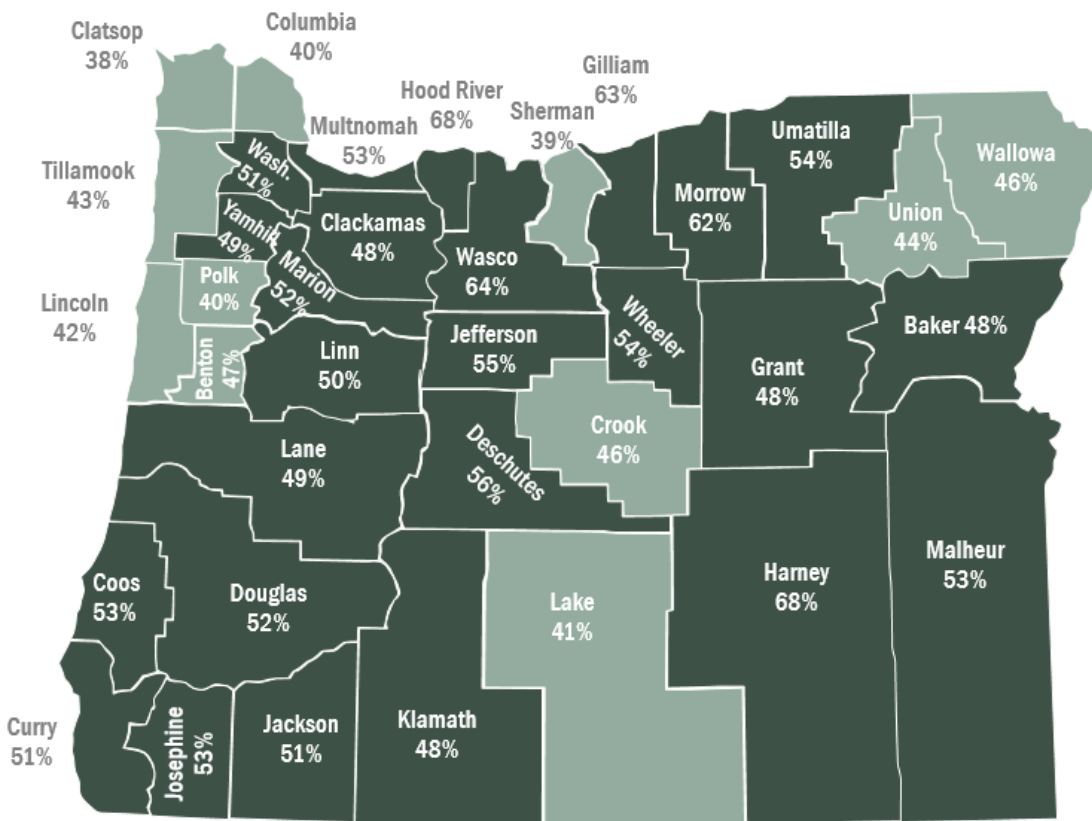 Clatsop
38%
Columbia
40%
Hood River
68%
Gilliam
63%
Sherman
39%
Multnomah
53%
Umatilla
54%
Wallowa
46%
Tillamook
43%
Wash.
51%
Morrow
62%
Union
44%
Yamhill
49%
Clackamas
48%
Wasco
64%
Marion
52%
Polk
40%
Lincoln
42%
Wheeler
54%
Baker 48%
Jefferson
55%
Linn
50%
Benton
47%
Grant
48%
Crook
46%
Lane
49%
Deschutes
56%
Malheur
53%
Harney
68%
Coos
53%
Douglas
52%
Lake
41%
Curry
51%
Josephine
53%
Jackson
51%
Klamath
48%